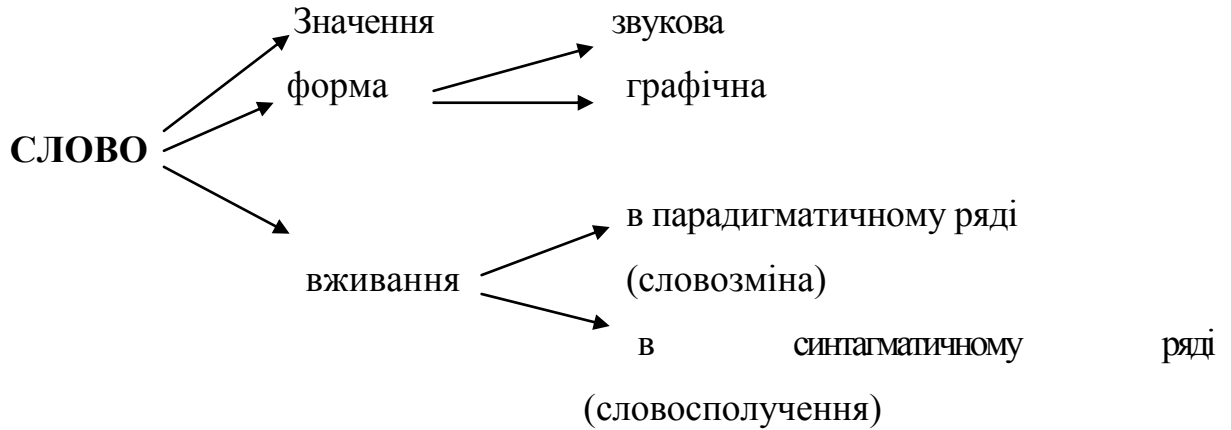 Значення звукова
форма графічна
СЛОВО
в парадигматичному ряді
вживання (словозміна)
в синтагматичному ряді
(словосполучення)